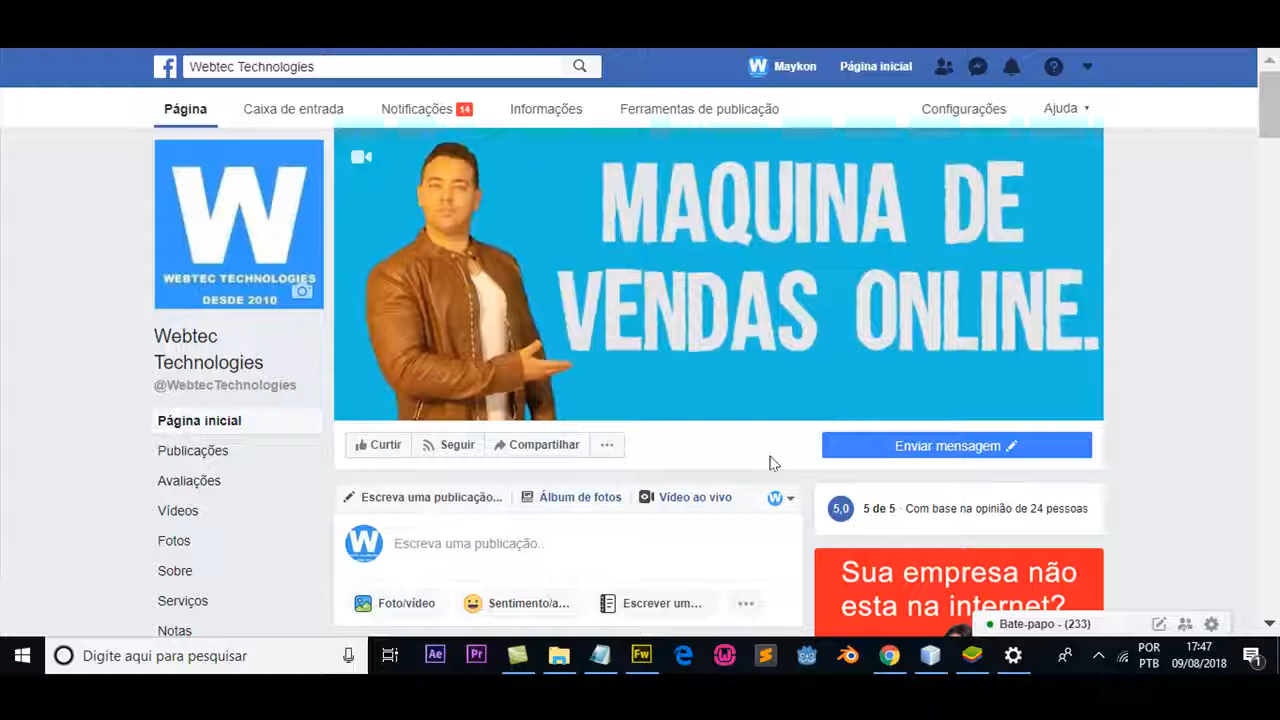 Webtec Technologies
Maykon
Página inicial
Página
Caixa de entrada
Notificações 14
Informações
Ferramentas de publicação
Configurações
Ajuda
W
WEBTEC TECHNOLOGIES
DESDE 2010
MAQUINA DE
VENDAS ONLINE.
Webtec
Technologies
@WebtecTechnologies
Página inicial
Publicações
Avaliações
Vídeos
Fotos
Sobre
Serviços
Notas
Curtir
Seguir
Compartilhar
Enviar mensagem
Escreva uma publicação...
Álbum de fotos
Vídeo ao vivo
W
W
Escreva uma publicação..
Foto/vídeo
Sentimento/a...
Escrever um...
5,0 5 de 5 · Com base na opinião de 24 pessoas
Sua empresa não
esta na internet?
Bate-papo - (233)
Digite aqui para pesquisar
Ae
Pr
Fw
POR
PTB
17:47
09/08/2018
1